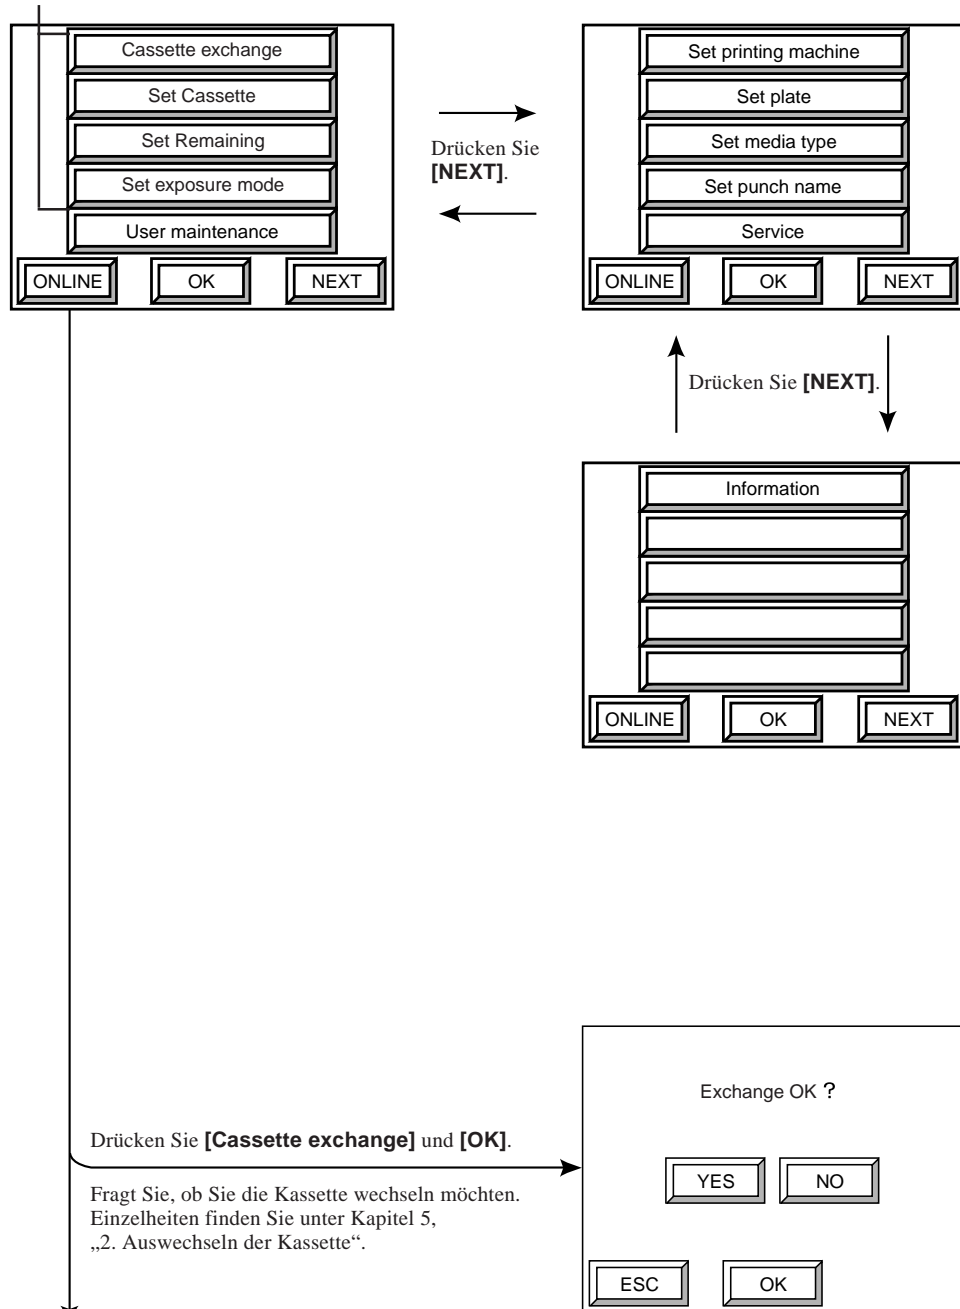 Cassette exchange
Set Cassette
Set Remaining
Set exposure mode
User maintenance
ONLINE OK NEXT
Drücken Sie
[NEXT].
Set printing machine
Set plate
Set media type
Set punch name
Service
ONLINE OK NEXT
Drücken Sie [NEXT].
Information
ONLINE OK NEXT
Drücken Sie [Cassette exchange] und [OK].
Fragt Sie, ob Sie die Kassette wechseln möchten.
Einzelheiten finden Sie unter Kapitel 5,
„2. Auswechseln der Kassette“.
Exchange OK ?
YES NO
ESC OK